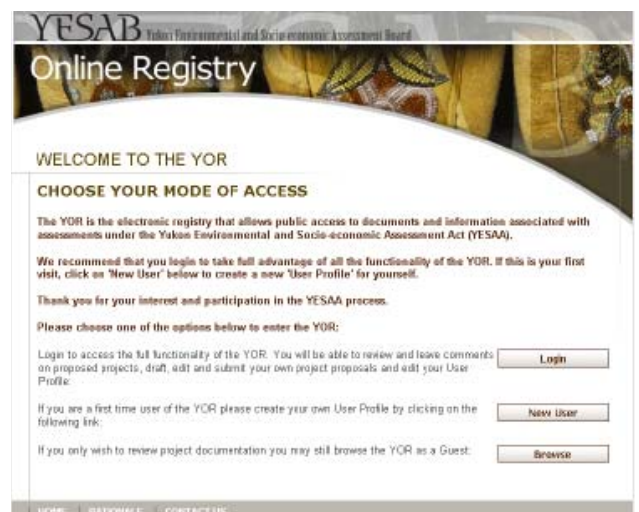 YESAB Yukon Environmental and Socio-economic Assessment Board
Online Registry
WELCOME TO THE YOR
CHOOSE YOUR MODE OF ACCESS
The YOR is the electronic registry that allows public access to documents and information associated with
assessments under the Yukon Environmental and Socio-economic Assessment Act (YESAA).
We recommend that you login to take full advantage of all the functionality of the YOR. If this is your first
visit, click on 'New User' below to create a new 'User Profile' for yourself.
Thank you for your interest and participation in the YESAA process.
Please choose one of the options below to enter the YOR:
Login to access the full functionality of the YOR. You will be able to review and leave comments
on proposed projects, draft, edit and submit your own project proposals and edit your User
Profile:
Login
If you are a first time user of the YOR please create your own User Profile by clicking on the
following link:
New User
If you only wish to review project documentation you may still browse the YOR as a Guest:
Browse
HOME | RATIONALE | CONTACT US